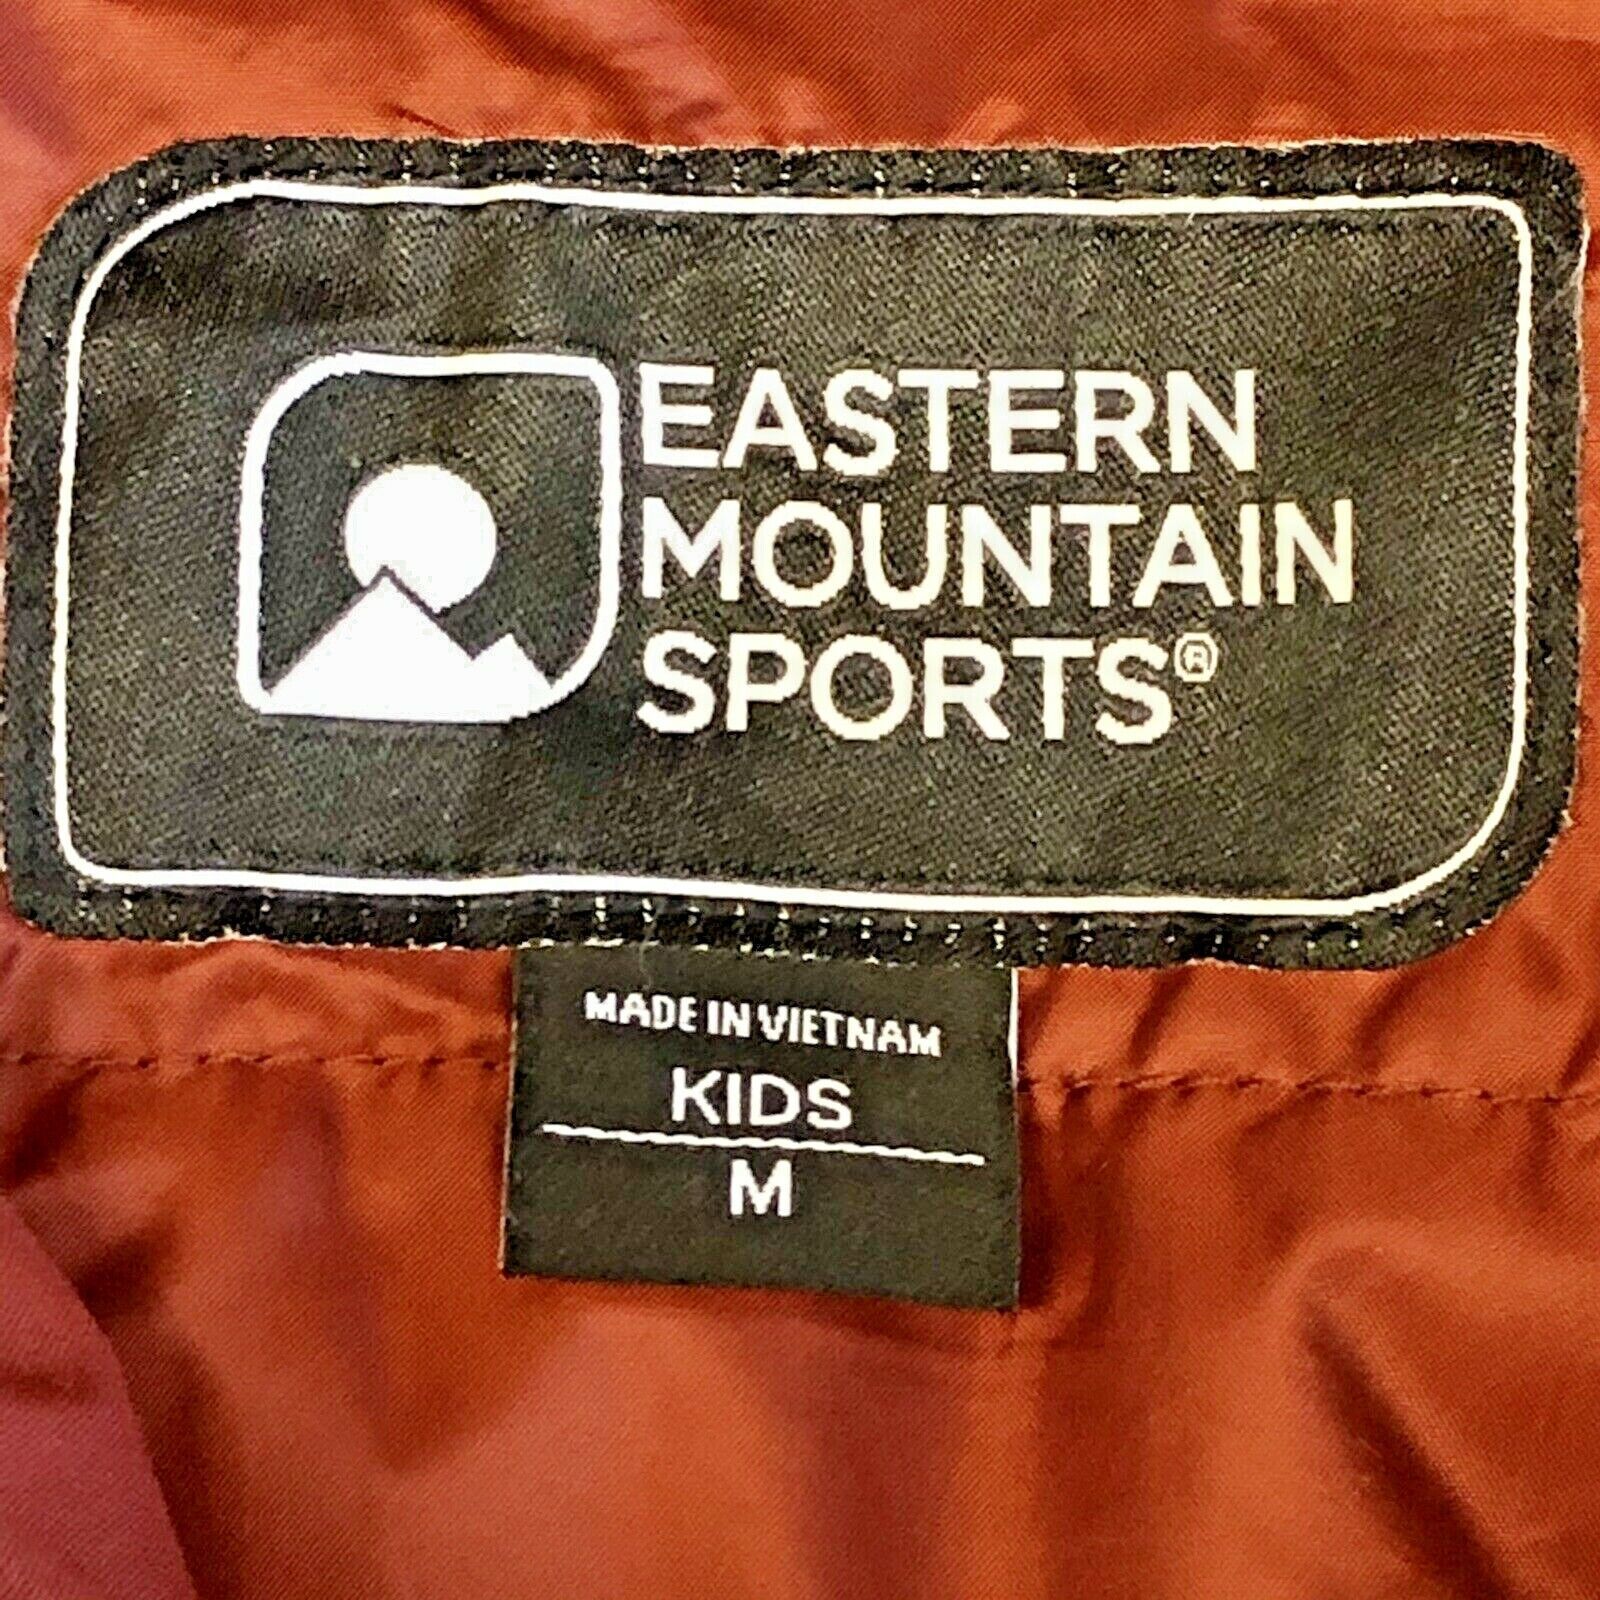 EASTERN
MOUNTAIN
SPORTS®
MADE IN VIETNAM
KIDS
M